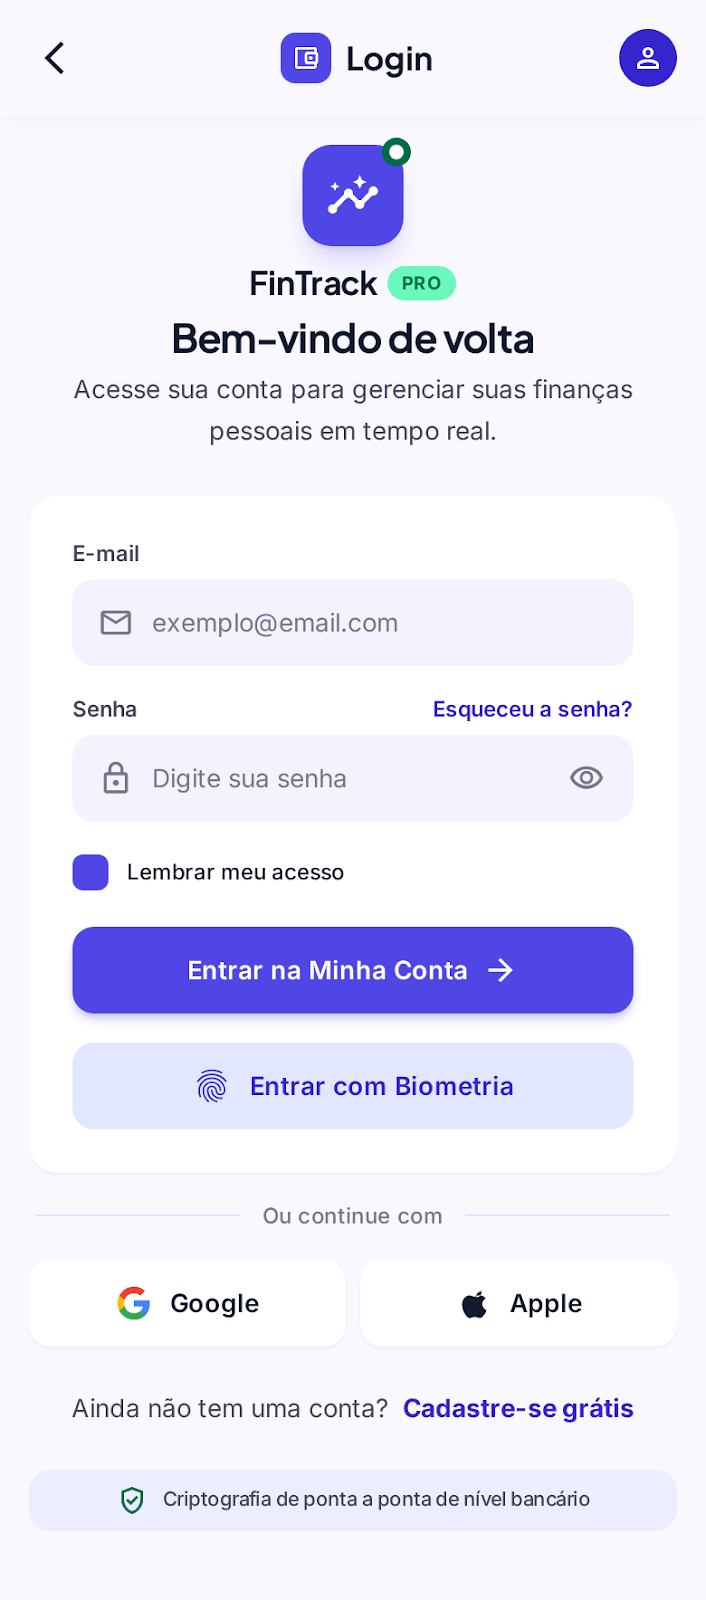 Login
FinTrack PRO
Bem-vindo de volta
Acesse sua conta para gerenciar suas finanças
pessoais em tempo real.
E-mail
exemplo@email.com
Senha Esqueceu a senha?
Digite sua senha
Lembrar meu acesso
Entrar na Minha Conta
Entrar com Biometria
Ou continue com
Google Apple
Ainda não tem uma conta? Cadastre-se grátis
Criptografia de ponta a ponta de nível bancário